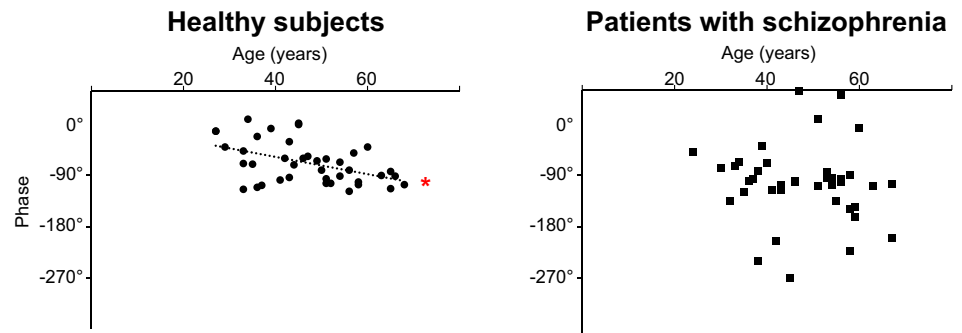 Healthy subjects
Age (years)
20 40 60
0°
-90°
-180°
-270°
Phase
*
Patients with schizophrenia
Age (years)
20 40 60
0°
-90°
-180°
-270°